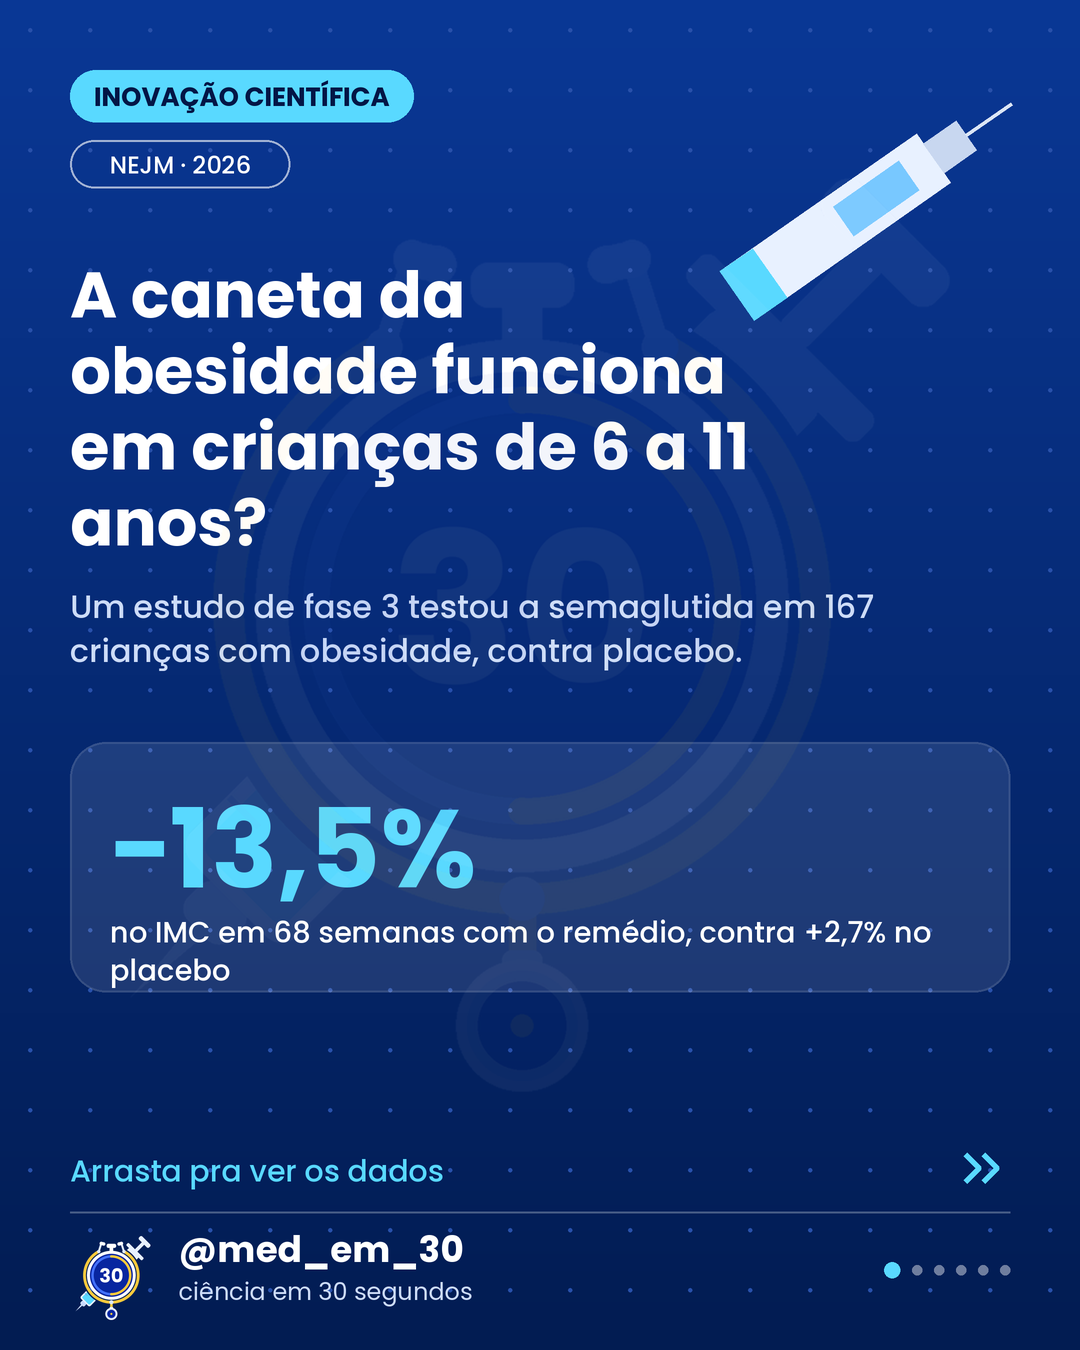 INOVAÇÃO CIENTÍFICA
NEJM · 2026
A caneta da
obesidade funciona
em crianças de 6 a 11
anos?
Um estudo de fase 3 testou a semaglutida em 167
crianças com obesidade, contra placebo.
30
−13,5%
no IMC em 68 semanas com o remédio, contra +2,7% no
placebo
Arrasta pra ver os dados
30
@med_em_30
ciência em 30 segundos